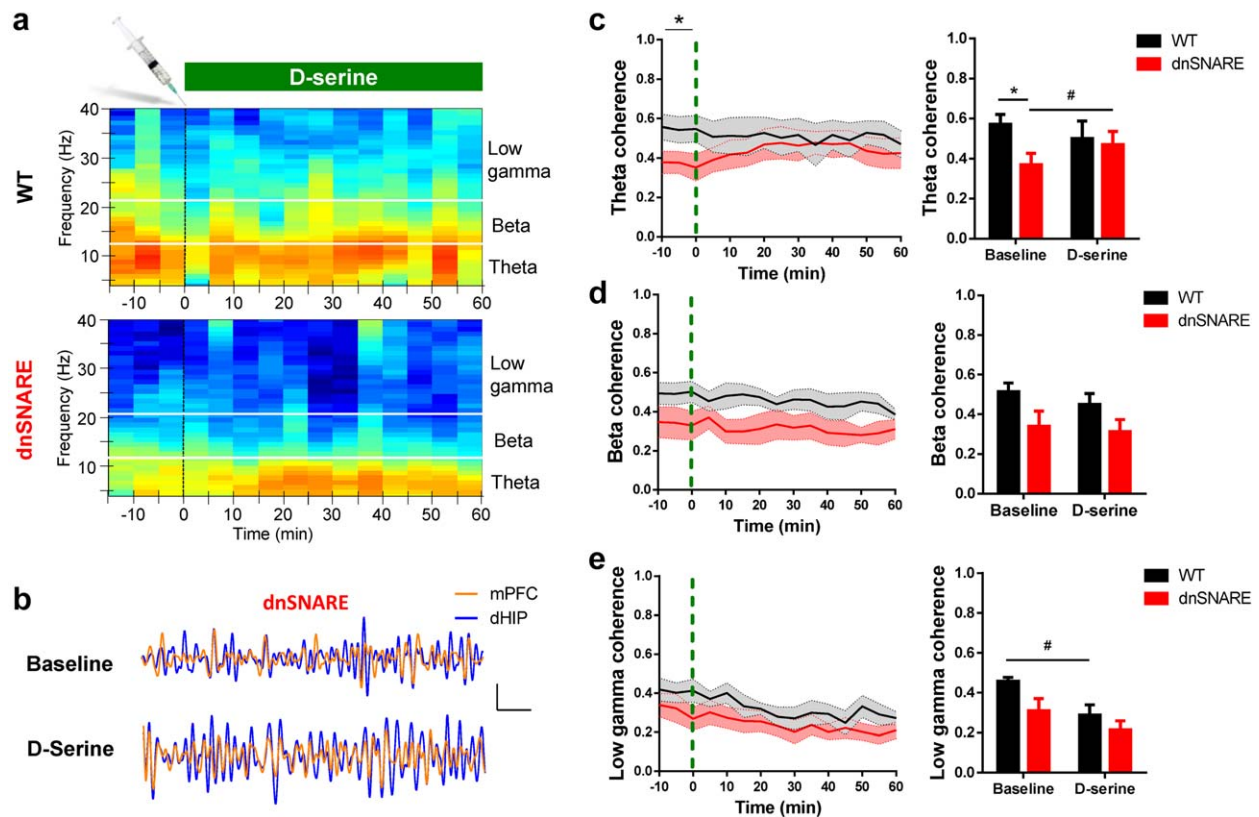 a
D-serine
WT
Frequency (Hz)
40
30
20
10
Low
gamma
Beta
Theta
-10 0 10 20 30 40 50 60
dnSNARE
Frequency (Hz)
40
30
20
10
Low
gamma
Beta
Theta
-10 0 10 20 30 40 50 60
Time (min)
b
dnSNARE
mPFC
dHIP
Baseline
D-Serine
c
*
Theta coherence
1.0
0.8
0.6
0.4
0.2
0.0
-10 0 10 20 30 40 50 60
Time (min)
Theta coherence
1.0
0.8
0.6
0.4
0.2
0.0
WT
dnSNARE
* #
Baseline D-serine
d
Beta coherence
1.0
0.8
0.6
0.4
0.2
0.0
-10 0 10 20 30 40 50 60
Time (min)
Beta coherence
1.0
0.8
0.6
0.4
0.2
0.0
WT
dnSNARE
Baseline D-serine
e
Low gamma coherence
1.0
0.8
0.6
0.4
0.2
0.0
-10 0 10 20 30 40 50 60
Time (min)
Low gamma coherence
1.0
0.8
0.6
0.4
0.2
0.0
WT
dnSNARE
#
Baseline D-serine